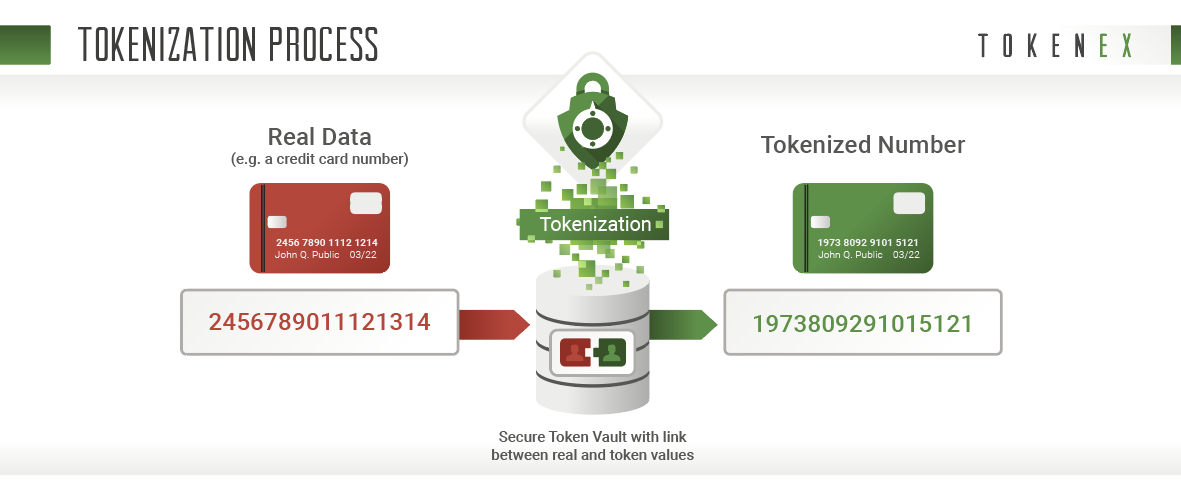 TOKENIZATION PROCESS
TOKENEX
Real Data
(e.g. a credit card number)
2456 7890 1112 1214
John Q. Public 03/22
2456789011121314
Tokenization
Secure Token Vault with link
between real and token values
Tokenized Number
1973 8092 9101 5121
John Q. Public 03/22
1973809291015121